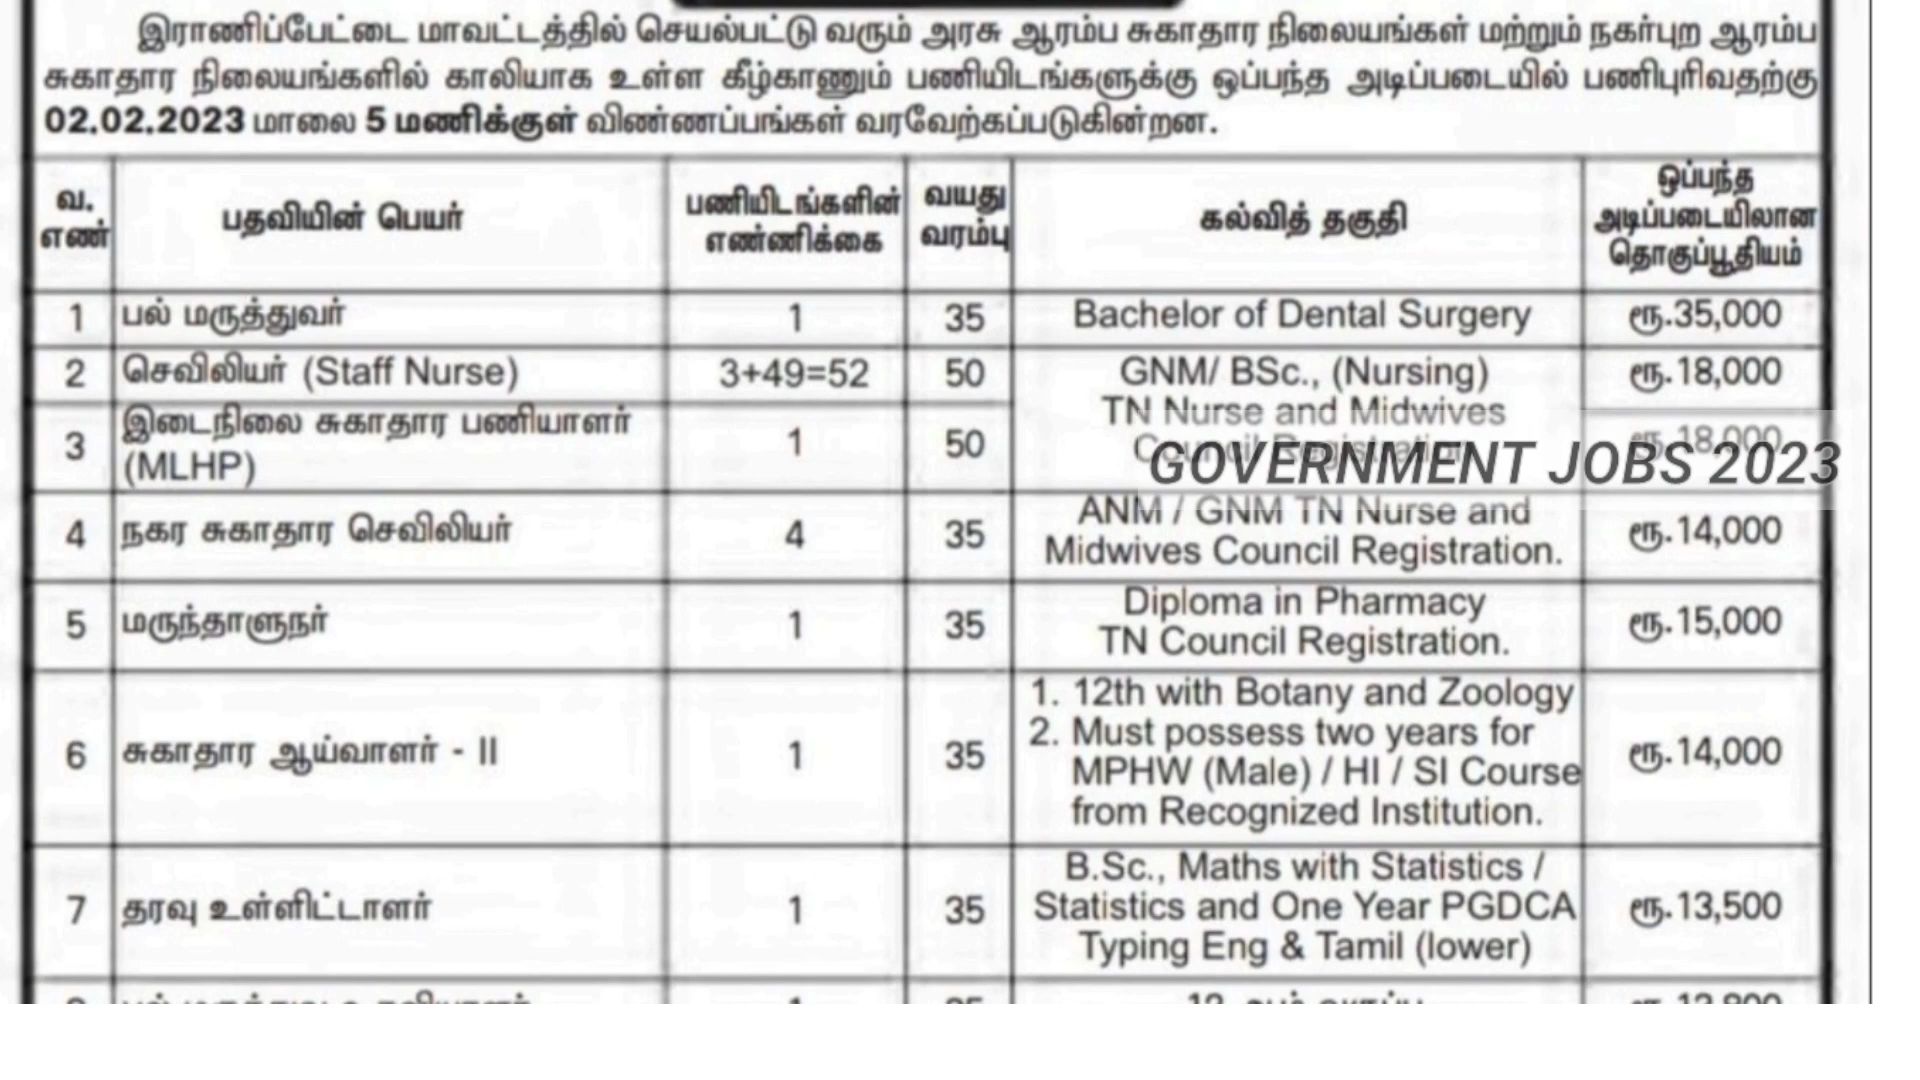 இராணிப்பேட்டை மாவட்டத்தில் செயல்பட்டு வரும் அரசு ஆரம்ப சுகாதார நிலையங்கள் மற்றும் நகர்புற ஆரம்ப
சுகாதார நிலையங்களில் காலியாக உள்ள கீழ்காணும் பணியிடங்களுக்கு ஒப்பந்த அடிப்படையில் பணிபுரிவதற்கு
02.02.2023 மாலை 5 மணிக்குள் விண்ணப்பங்கள் வரவேற்கப்படுகின்றன.
வ. எண்
பதவியின் பெயர்
பணியிடங்களின் எண்ணிக்கை
வயது வரம்பு
கல்வித் தகுதி
ஒப்பந்த அடிப்படையிலான தொகுப்பூதியம்
1 பல் மருத்துவர் 1 35 Bachelor of Dental Surgery ரூ.35,000
2 செவிலியர் (Staff Nurse) 3+49=52 50 GNM/ BSc., (Nursing) ரூ.18,000
TN Nurse and Midwives
Council Registration
3 இடைநிலை சுகாதார பணியாளர் 1 50 ரூ.18,000
(MLHP)
GOVERNMENT JOBS 2023
4 நகர சுகாதார செவிலியர் 4 35 ANM / GNM TN Nurse and ரூ.14,000
Midwives Council Registration.
5 மருந்தாளுநர் 1 35 Diploma in Pharmacy ரூ.15,000
TN Council Registration.
6 சுகாதார ஆய்வாளர் - II 1 35 1. 12th with Botany and Zoology ரூ.14,000
2. Must possess two years for
MPHW (Male) / HI / SI Course
from Recognized Institution.
7 தரவு உள்ளிட்டாளர் 1 35 B.Sc., Maths with Statistics / ரூ.13,500
Statistics and One Year PGDCA
Typing Eng & Tamil (lower)